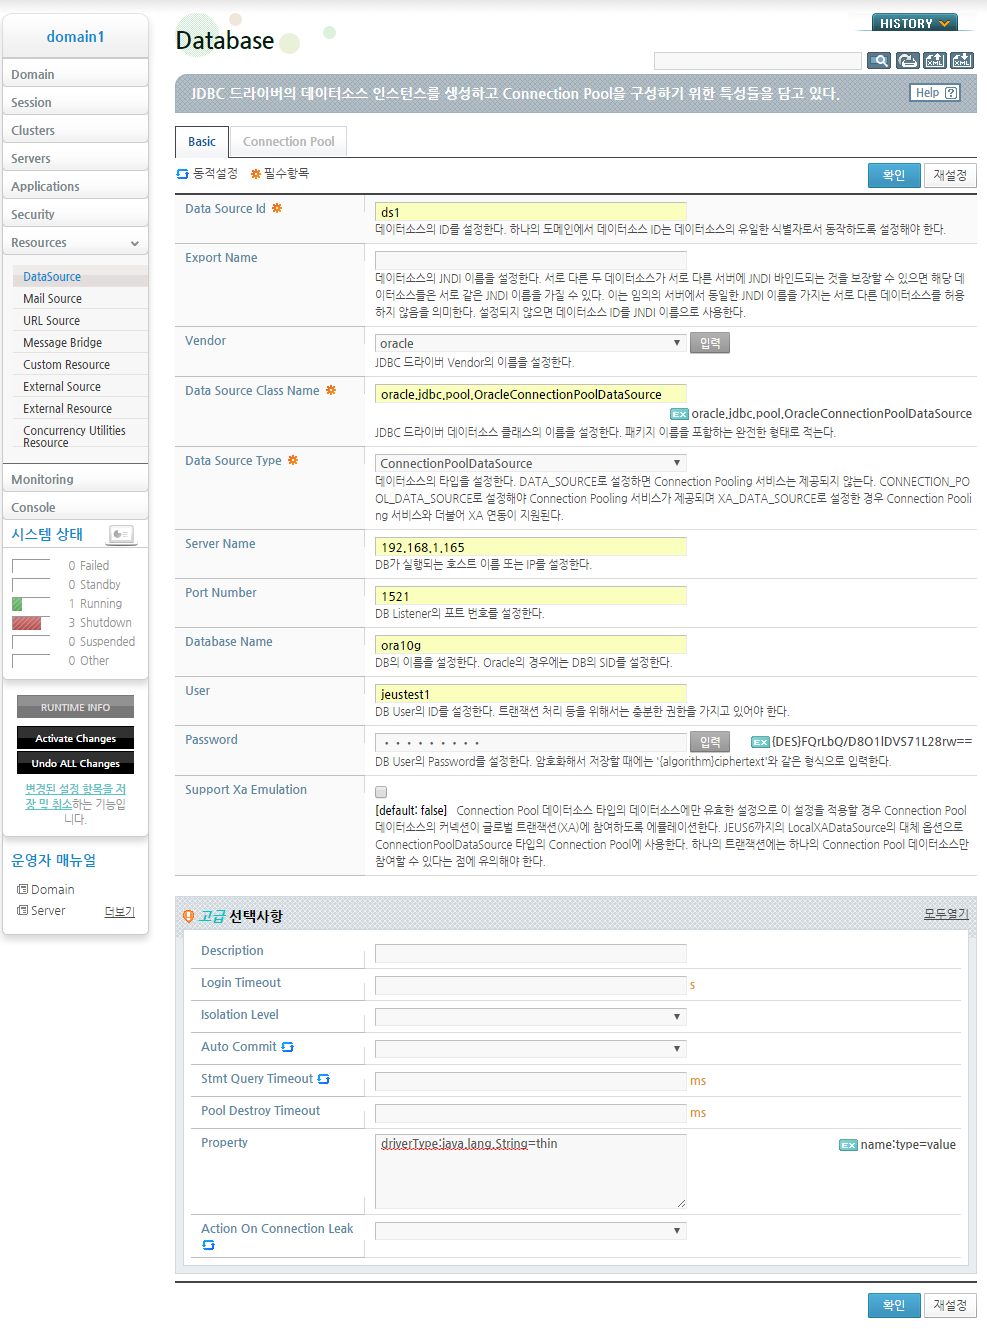 domain1
Domain
Session
Clusters
Servers
Applications
Security
Resources
DataSource
Mail Source
URL Source
Message Bridge
Custom Resource
External Source
External Resource
Concurrency Utilities
Resource
Monitoring
Console
시스템 상태
0 Failed
0 Standby
1 Running
3 Shutdown
0 Suspended
0 Other
RUNTIME INFO
Activate Changes
Undo ALL Changes
변경된 설정 항목을 저
장 및 취소하는 기능입
니다.
운영자 매뉴얼
Domain
Server 더보기
HISTORY
Database
JDBC 드라이버의 데이터소스 인스턴스를 생성하고 Connection Pool을 구성하기 위한 특성들을 담고 있다.
Help ?
Basic Connection Pool
동적설정 필수항목
확인 재설정
Data Source Id
ds1
데이터소스의 ID를 설정한다. 하나의 도메인에서 데이터소스 ID는 데이터소스의 유일한 식별자로서 동작하도록 설정해야 한다.
Export Name
데이터소스의 JNDI 이름을 설정한다. 서로 다른 두 데이터소스가 서로 다른 서버에 JNDI 바인드되는 것을 보장할 수 있으면 해당 데
이터소스들은 서로 같은 JNDI 이름을 가질 수 있다. 이는 임의의 서버에서 동일한 JNDI 이름을 가지는 서로 다른 데이터소스를 허용
하지 않음을 의미한다. 설정되지 않으면 데이터소스 ID를 JNDI 이름으로 사용한다.
Vendor
oracle 입력
JDBC 드라이버 Vendor의 이름을 설정한다.
Data Source Class Name
oracle.jdbc.pool.OracleConnectionPoolDataSource
EX oracle.jdbc.pool.OracleConnectionPoolDataSource
JDBC 드라이버 데이터소스 클래스의 이름을 설정한다. 패키지 이름을 포함하는 완전한 형태로 적는다.
Data Source Type
ConnectionPoolDataSource
데이터소스의 타입을 설정한다. DATA_SOURCE로 설정하면 Connection Pooling 서비스는 제공되지 않는다. CONNECTION_PO
OL_DATA_SOURCE로 설정해야 Connection Pooling 서비스가 제공되며 XA_DATA_SOURCE로 설정한 경우 Connection Pooli
ng 서비스와 더불어 XA 연동이 지원된다.
Server Name
192.168.1.165
DB가 실행되는 호스트 이름 또는 IP를 설정한다.
Port Number
1521
DB Listener의 포트 번호를 설정한다.
Database Name
ora10g
DB의 이름을 설정한다. Oracle의 경우에는 DB의 SID를 설정한다.
User
jeustest1
DB User의 ID를 설정한다. 트랜잭션 처리 등을 위해서는 충분한 권한을 가지고 있어야 한다.
Password
• • • • • • • • • 입력 EX {DES}FQrLbQ/D8O1lDVS71L28rw==
DB User의 Password를 설정한다. 암호화해서 저장할 때에는 '{algorithm}ciphertext'와 같은 형식으로 입력한다.
Support Xa Emulation
[default: false] Connection Pool 데이터소스 타입의 데이터소스에만 유효한 설정으로 이 설정을 적용할 경우 Connection Pool
데이터소스의 커넥션이 글로벌 트랜잭션(XA)에 참여하도록 에뮬레이션한다. JEUS6까지의 LocalXADataSource의 대체 옵션으로
ConnectionPoolDataSource 타입의 Connection Pool에 사용한다. 하나의 트랜잭션에는 하나의 Connection Pool 데이터소스만
참여할 수 있다는 점에 유의해야 한다.
고급 선택사항 모두열기
Description
Login Timeout s
Isolation Level
Auto Commit
Stmt Query Timeout ms
Pool Destroy Timeout ms
Property
driverType:java.lang.String=thin
EX name:type=value
Action On Connection Leak
확인 재설정